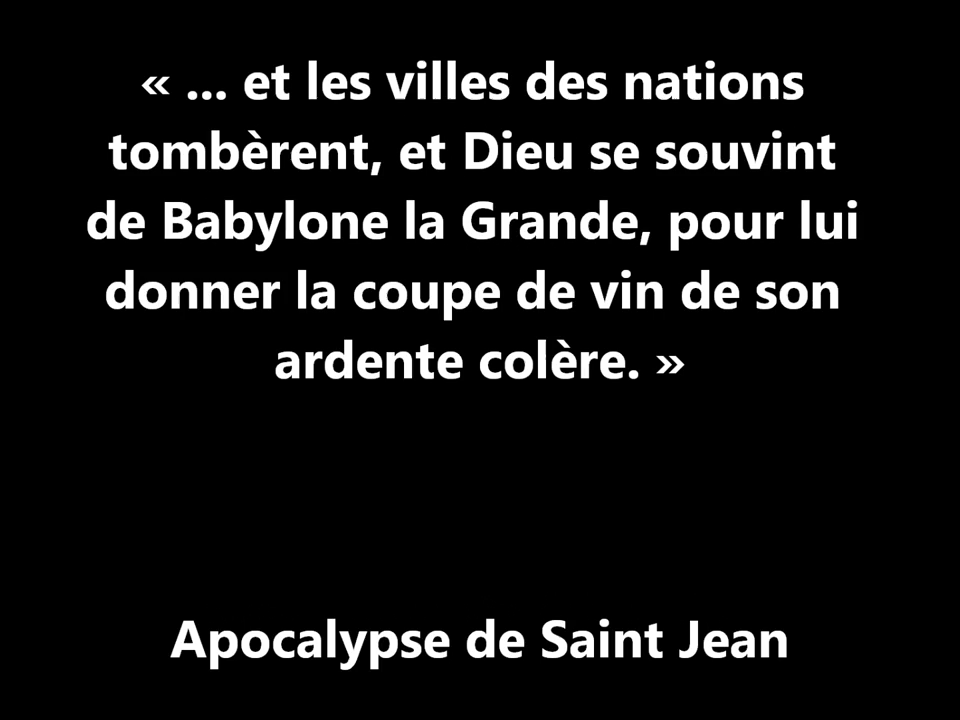 « ... et les villes des nations
tombèrent, et Dieu se souvint
de Babylone la Grande, pour lui
donner la coupe de vin de son
ardente colère. »
Apocalypse de Saint Jean